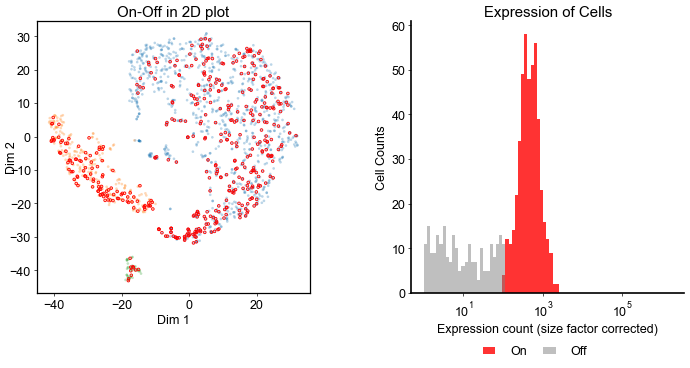 On-Off in 2D plot
Dim 2
30
20
10
0
−10
−20
−30
−40
−40
−20
0
20
Dim 1
Expression of Cells
Cell Counts
60
50
40
30
20
10
0
10^1
10^3
10^5
Expression count (size factor corrected)
On
Off